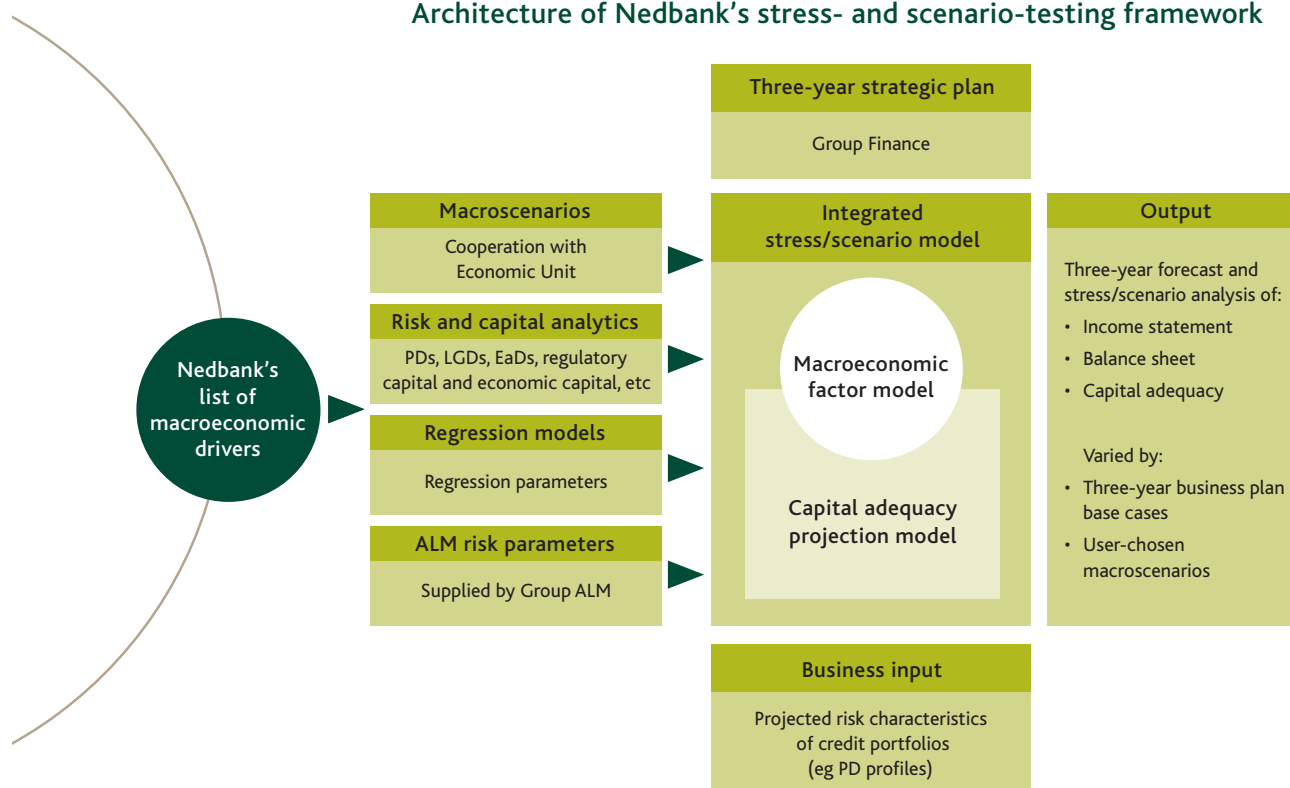 Architecture of Nedbank's stress- and scenario-testing framework
Nedbank's
list of
macroeconomic
drivers
Macroscenarios
Cooperation with
Economic Unit
Risk and capital analytics
PDs, LGDs, EaDs, regulatory
capital and economic capital, etc
Regression models
Regression parameters
ALM risk parameters
Supplied by Group ALM
Three-year strategic plan
Group Finance
Integrated
stress/scenario model
Macroeconomic
factor model
Capital adequacy
projection model
Business input
Projected risk characteristics
of credit portfolios
(eg PD profiles)
Output
Three-year forecast and
stress/scenario analysis of:
• Income statement
• Balance sheet
• Capital adequacy
Varied by:
• Three-year business plan
base cases
• User-chosen
macroscenarios